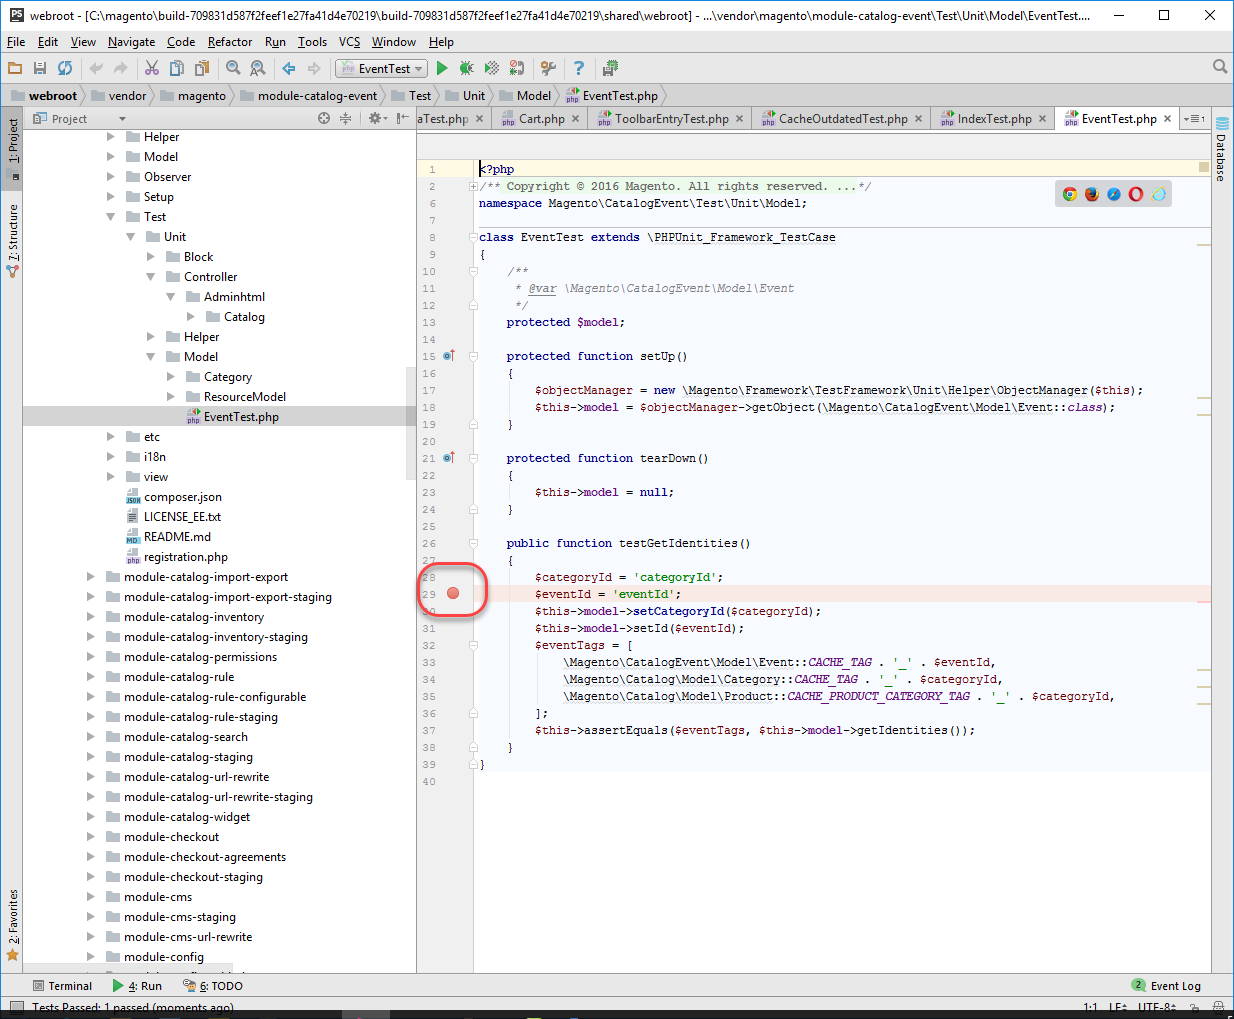 PS webroot - [C:\magento\build-709831d587f2feef1e27fa41d4e70219\build-709831d587f2feef1e27fa41d4e70219\shared\webroot] - ...\vendor\magento\module-catalog-event\Test\Unit\Model\EventTest....
File Edit View Navigate Code Refactor Run Tools VCS Window Help
php EventTest
webroot vendor magento module-catalog-event Test Unit Model EventTest.php
Project
aTest.php Cart.php ToolbarEntryTest.php CacheOutdatedTest.php IndexTest.php EventTest.php
1: Project
7: Structure
2: Favorites
Database
Helper
Model
Observer
Setup
Test
Unit
Block
Controller
Adminhtml
Catalog
Helper
Model
Category
ResourceModel
EventTest.php
etc
i18n
view
composer.json
LICENSE_EE.txt
README.md
registration.php
module-catalog-import-export
module-catalog-import-export-staging
module-catalog-inventory
module-catalog-inventory-staging
module-catalog-permissions
module-catalog-rule
module-catalog-rule-configurable
module-catalog-rule-staging
module-catalog-search
module-catalog-staging
module-catalog-url-rewrite
module-catalog-url-rewrite-staging
module-catalog-widget
module-checkout
module-checkout-agreements
module-checkout-staging
module-cms
module-cms-staging
module-cms-url-rewrite
module-config
1 <?php
2 /** Copyright © 2016 Magento. All rights reserved. ...*/
6 namespace Magento\CatalogEvent\Test\Unit\Model;
7
8 class EventTest extends \PHPUnit_Framework_TestCase
9 {
10 /**
11 * @var \Magento\CatalogEvent\Model\Event
12 */
13 protected $model;
14
15 protected function setUp()
16 {
17 $objectManager = new \Magento\Framework\TestFramework\Unit\Helper\ObjectManager($this);
18 $this->model = $objectManager->getObject(\Magento\CatalogEvent\Model\Event::class);
19 }
20
21 protected function tearDown()
22 {
23 $this->model = null;
24 }
25
26 public function testGetIdentities()
27 {
28 $categoryId = 'categoryId';
29 $eventId = 'eventId';
30 $this->model->setCategoryId($categoryId);
31 $this->model->setId($eventId);
32 $eventTags = [
33 \Magento\CatalogEvent\Model\Event::CACHE_TAG . '_' . $eventId,
34 \Magento\Catalog\Model\Category::CACHE_TAG . '_' . $categoryId,
35 \Magento\Catalog\Model\Product::CACHE_PRODUCT_CATEGORY_TAG . '_' . $categoryId,
36 ];
37 $this->assertEquals($eventTags, $this->model->getIdentities());
38 }
39 }
40
Terminal 4: Run 6: TODO 2 Event Log
Tests Passed: 1 passed (moments ago) 1:1 LF UTF-8